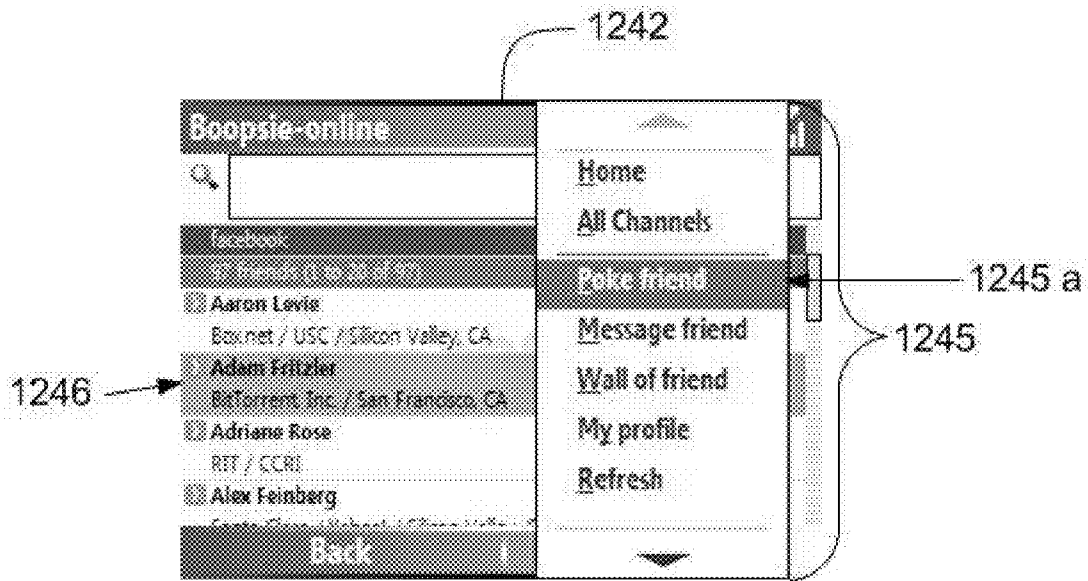 1242
Boopsie-online
Home
All Channels
Facebook
Poke friend
1245 a
Aaron Levie
Message friend
Box.net / USC / Silicon Valley, CA
1245
Adam Fritzler
Wall of friend
1246
BitTorrent, Inc. / San Francisco, CA
Adriane Rose
My profile
RIT / CCRI
Refresh
Alex Feinberg
Back